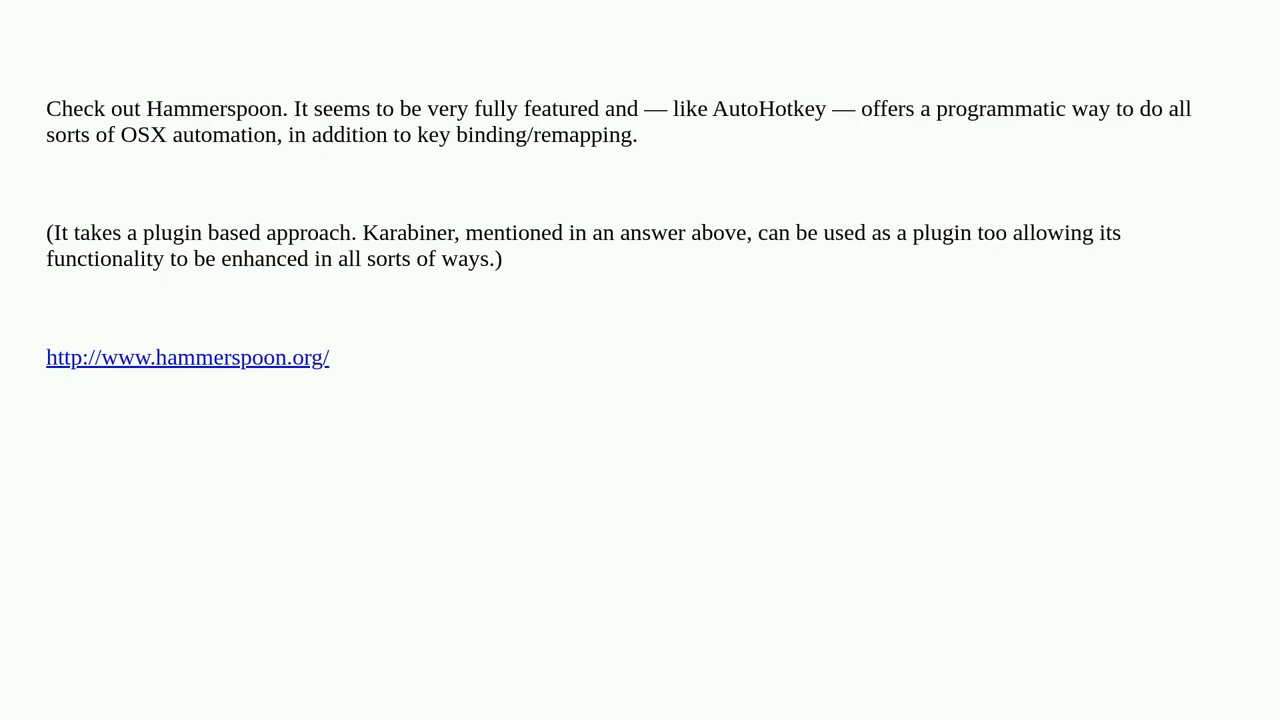 Check out Hammerspoon. It seems to be very fully featured and — like AutoHotkey — offers a programmatic way to do all
sorts of OSX automation, in addition to key binding/remapping.
(It takes a plugin based approach. Karabiner, mentioned in an answer above, can be used as a plugin too allowing its
functionality to be enhanced in all sorts of ways.)
http://www.hammerspoon.org/